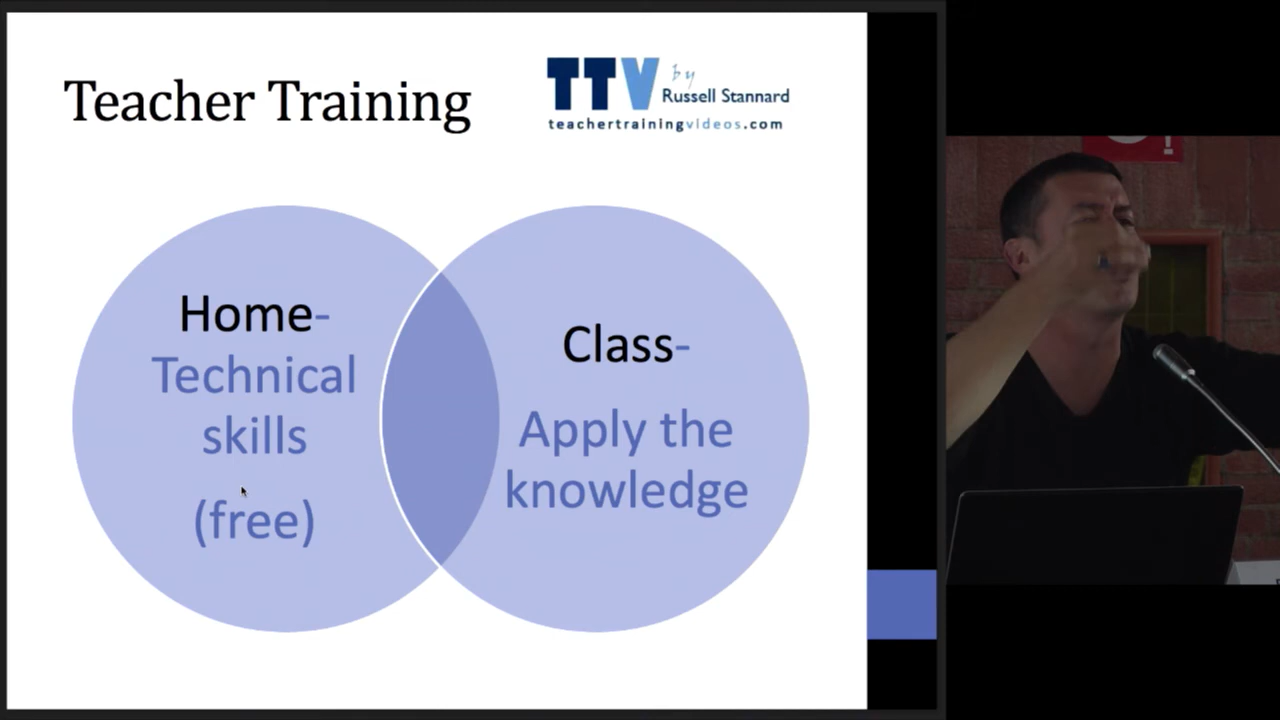 Teacher Training
TTV by
Russell Stannard
teachertrainingvideos.com
Home-
Technical
skills
(free)
Class-
Apply the
knowledge
!